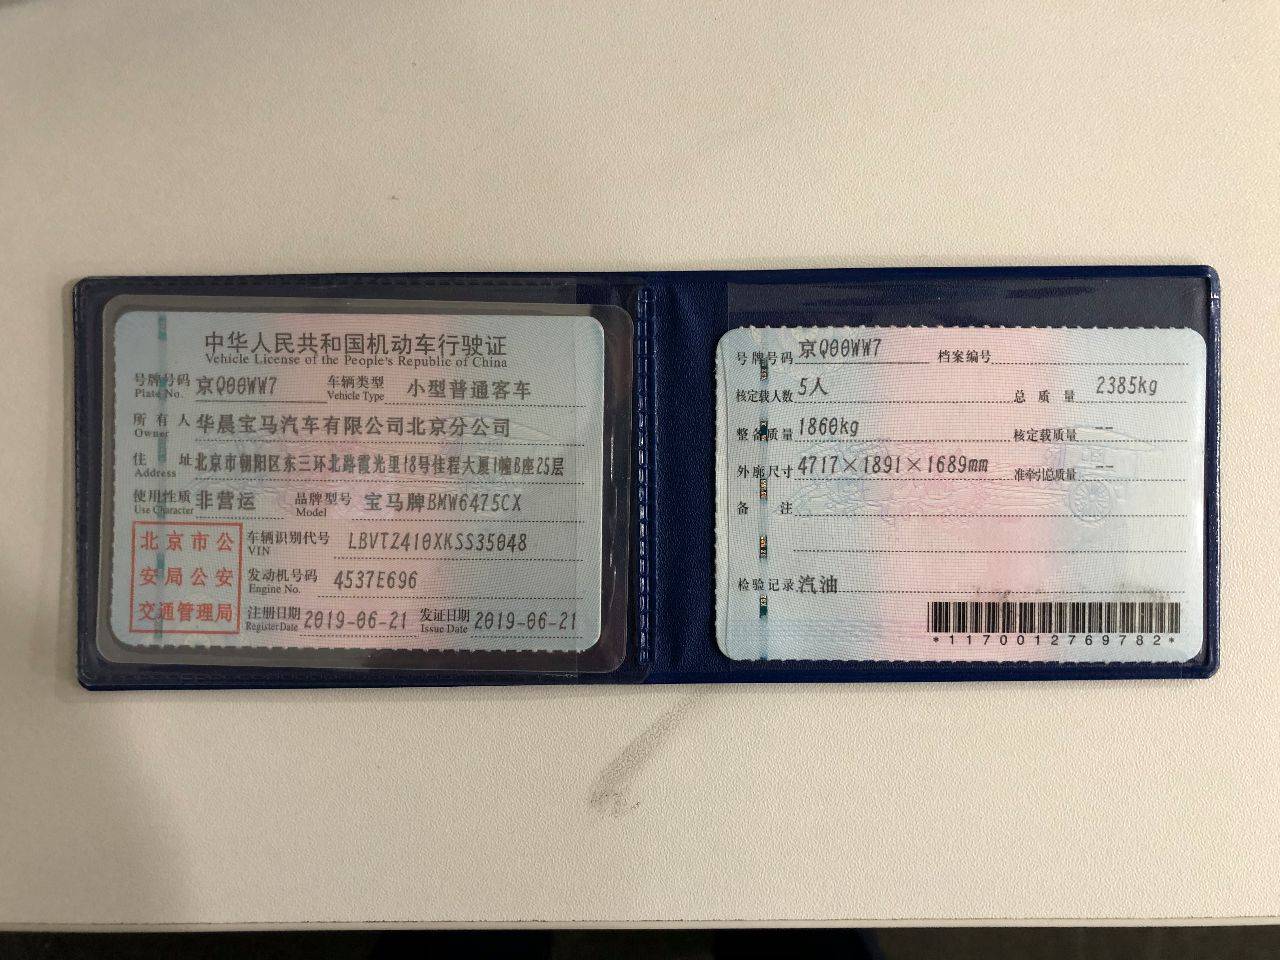 中华人民共和国机动车行驶证
Vehicle License of the People's Republic of China
号牌号码 京Q00WW7 车辆类型 小型普通客车
Plate No. Vehicle Type
所有人 华晨宝马汽车有限公司北京分公司
Owner
住址 北京市朝阳区东三环北路霞光里18号佳程大厦1幢B座25层
Address
使用性质 非营运 品牌型号 宝马牌BMW6475CX
Use Character Model
北京市公
安局公安
交通管理局
车辆识别代号 LBVTZ410XKSS35048
VIN
发动机号码 4537E696
Engine No.
注册日期 2019-06-21 发证日期 2019-06-21
Register Date Issue Date
号牌号码 京Q00WW7 档案编号
核定载人数 5人 总质量 2385kg
整备质量 1860kg 核定载质量 --
外廓尺寸 4717×1891×1689mm 准牵引总质量 --
备注
检验记录 汽油
*1170012769782*